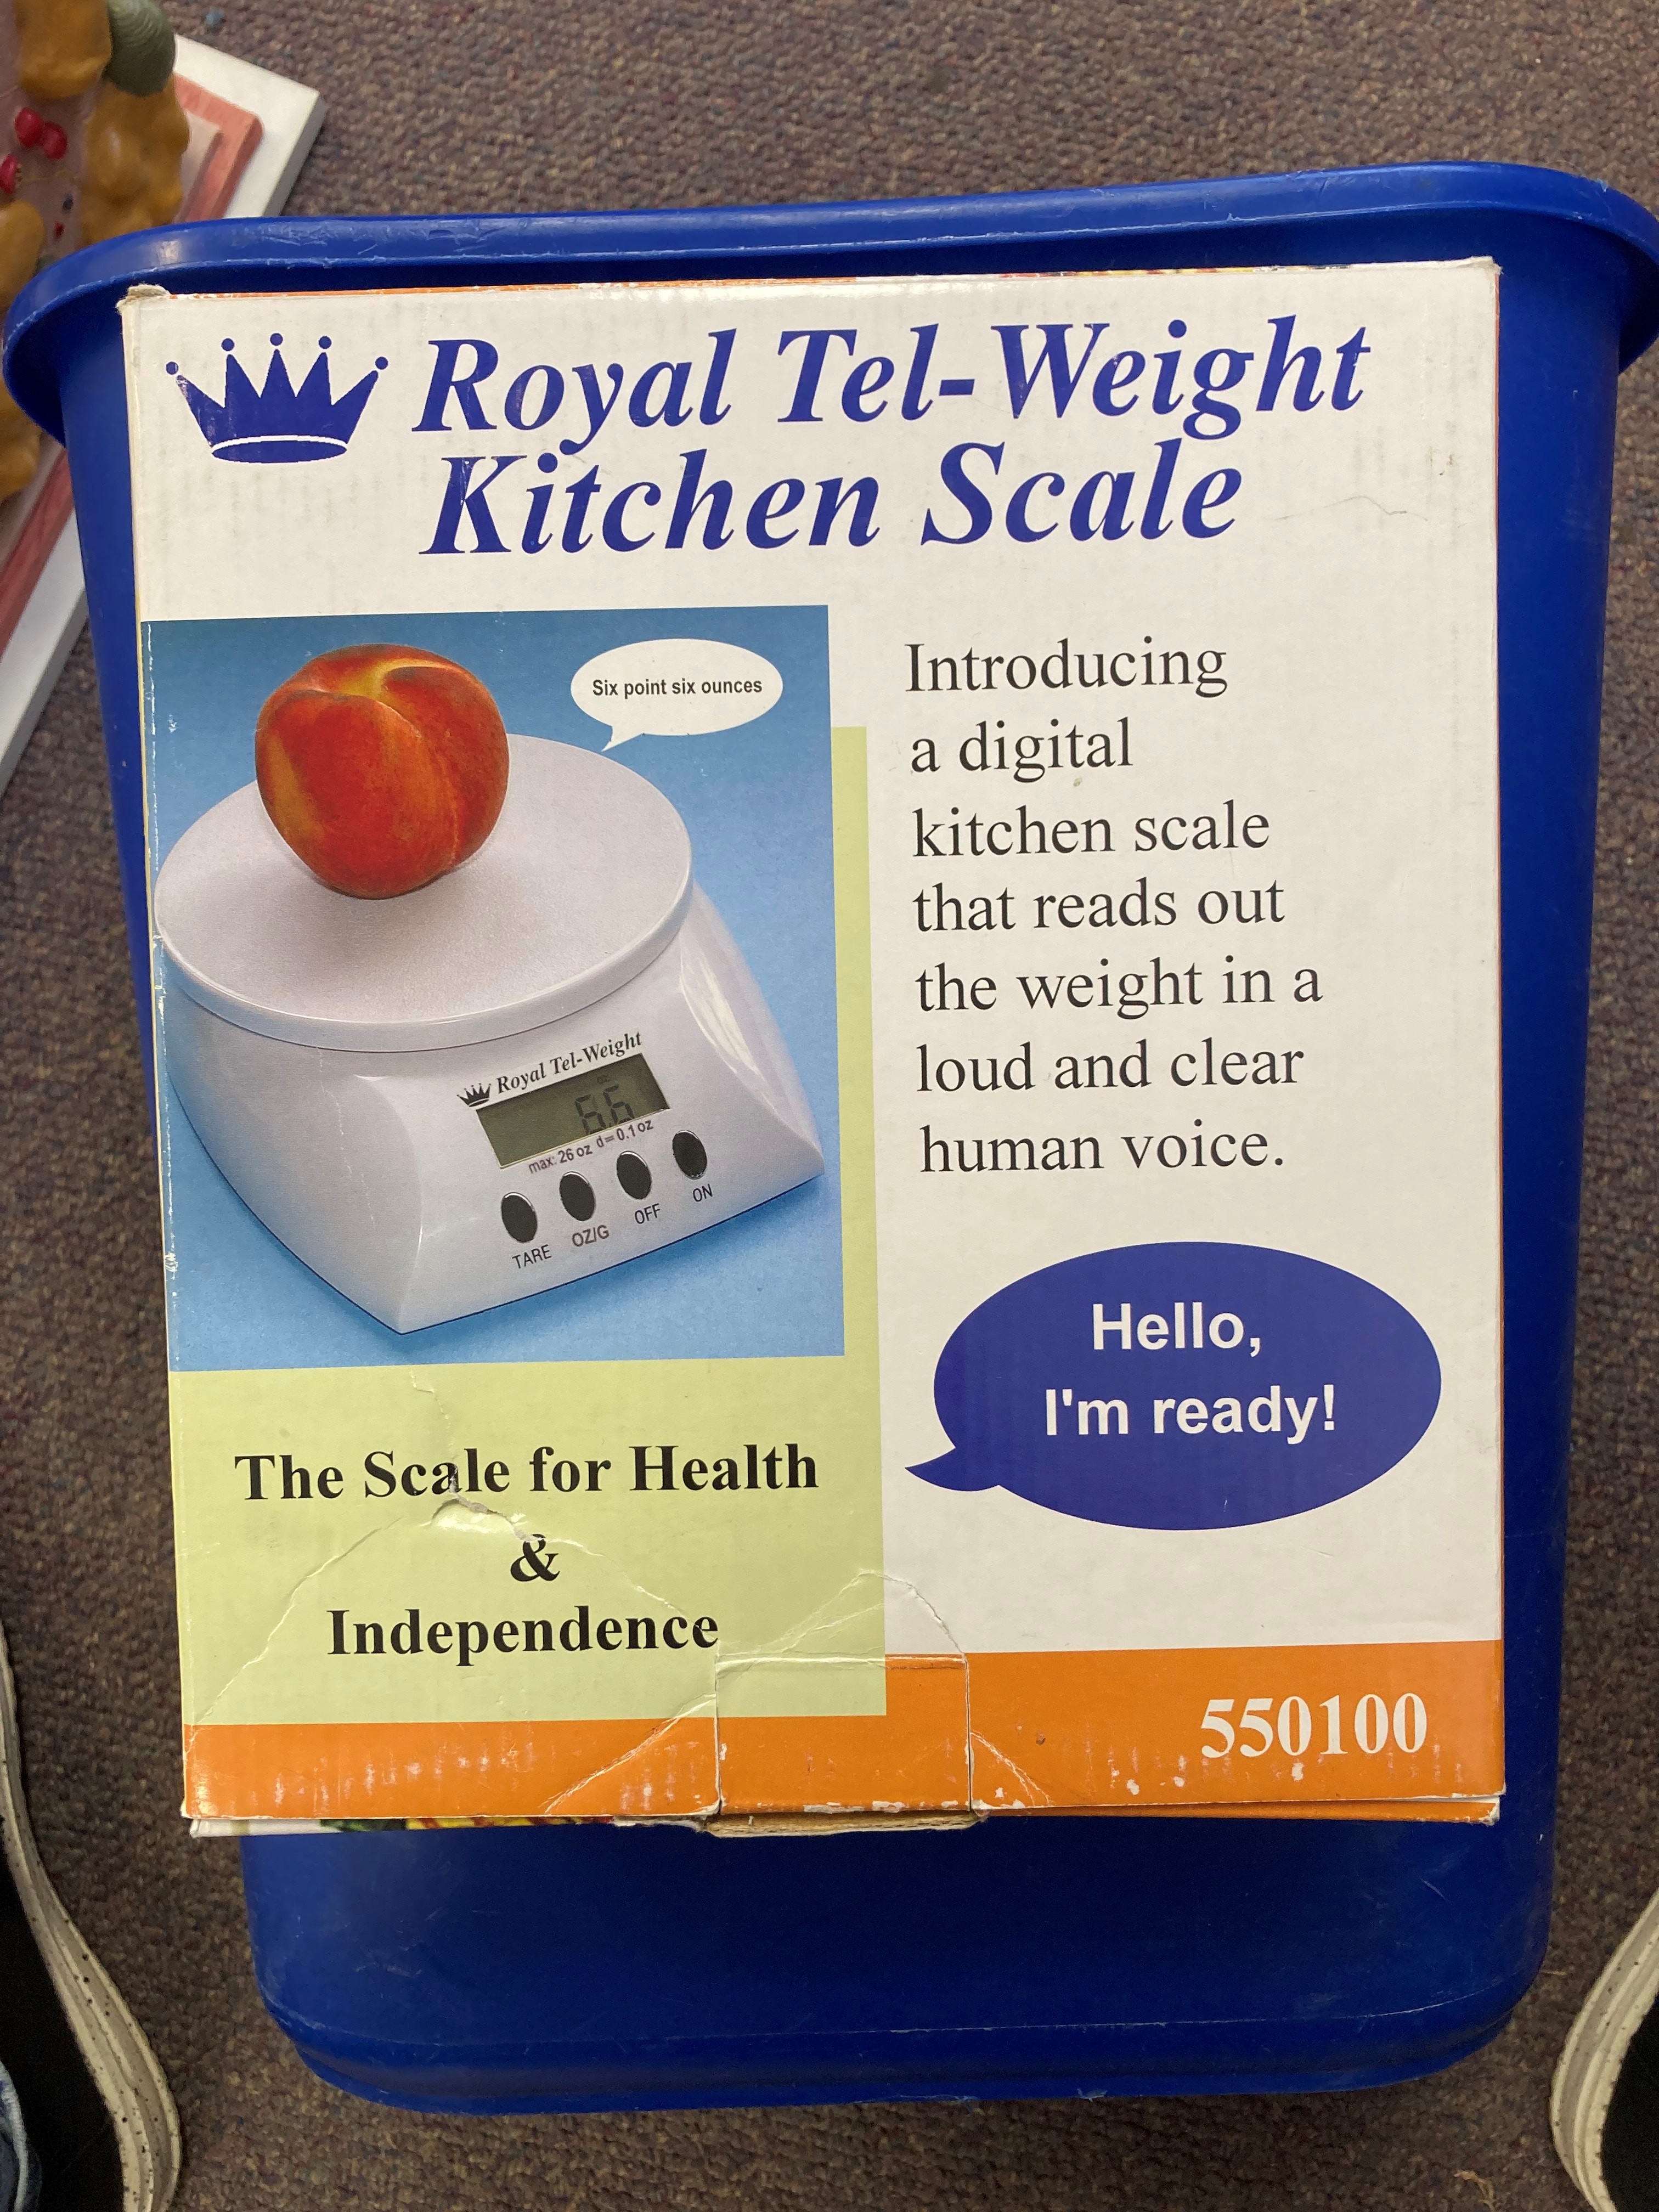 Royal Tel-Weight
Kitchen Scale
Six point six ounces
Royal Tel-Weight
oz
6.6
max: 26 oz d=0.1 oz
TARE OZ/G OFF ON
Introducing
a digital
kitchen scale
that reads out
the weight in a
loud and clear
human voice.
Hello,
I'm ready!
The Scale for Health
&
Independence
550100